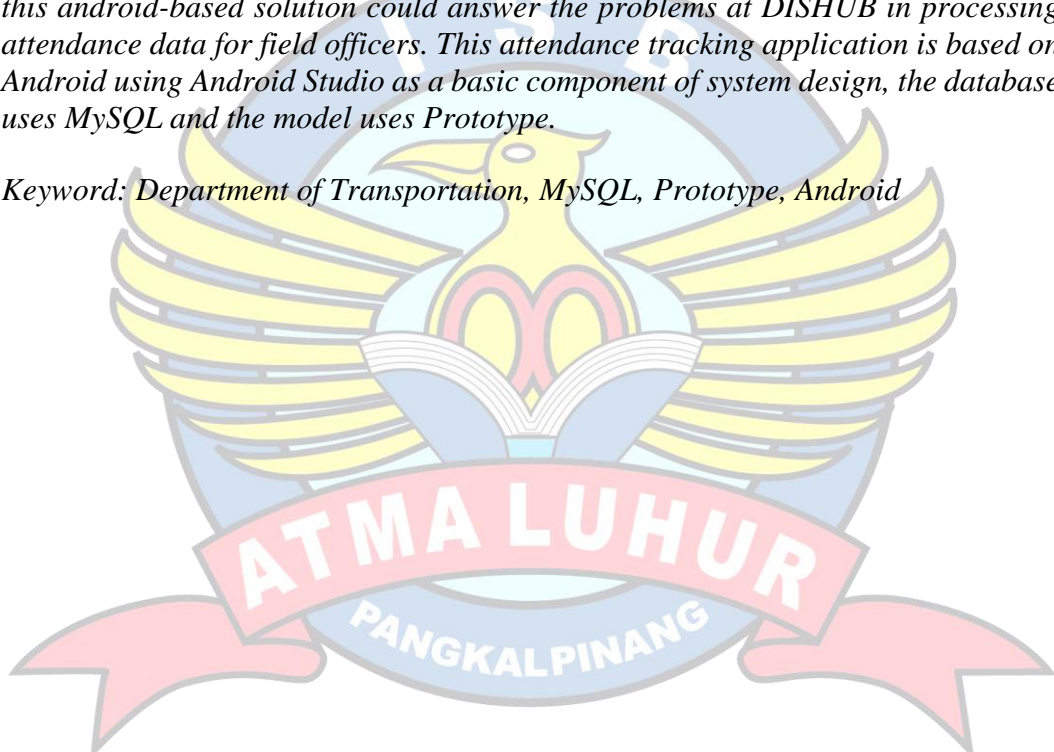 this android-based solution could answer the problems at DISHUB in processing
attendance data for field officers. This attendance tracking application is based on
Android using Android Studio as a basic component of system design, the database
uses MySQL and the model uses Prototype.
Keyword: Department of Transportation, MySQL, Prototype, Android
I S B
ATMA LUHUR
PANGKALPINANG